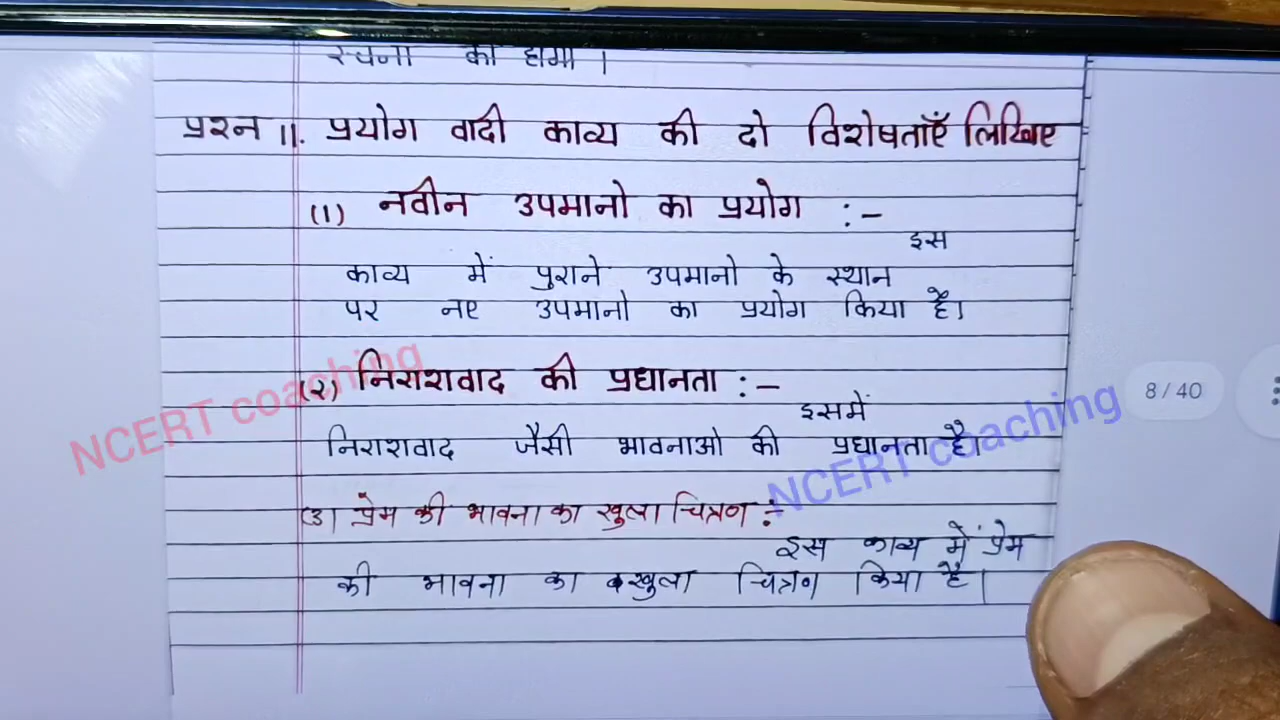 रचना का होगा ।
प्रश्न 11. प्रयोग वादी काव्य की दो विशेषताएँ लिखिए
(1) नवीन उपमानो का प्रयोग :-
इस
काव्य में पुराने उपमानो के स्थान
पर नए उपमानो का प्रयोग किया है।
(२) निराशवाद की प्रधानता :-
इसमें
निराशवाद जैसी भावनाओ की प्रधानता है।
(3) प्रेम की भावना का खुला चित्रण :-
इस काव्य में प्रेम
की भावना का खुला चित्रण किया है।
NCERT coaching
NCERT coaching
8 / 40